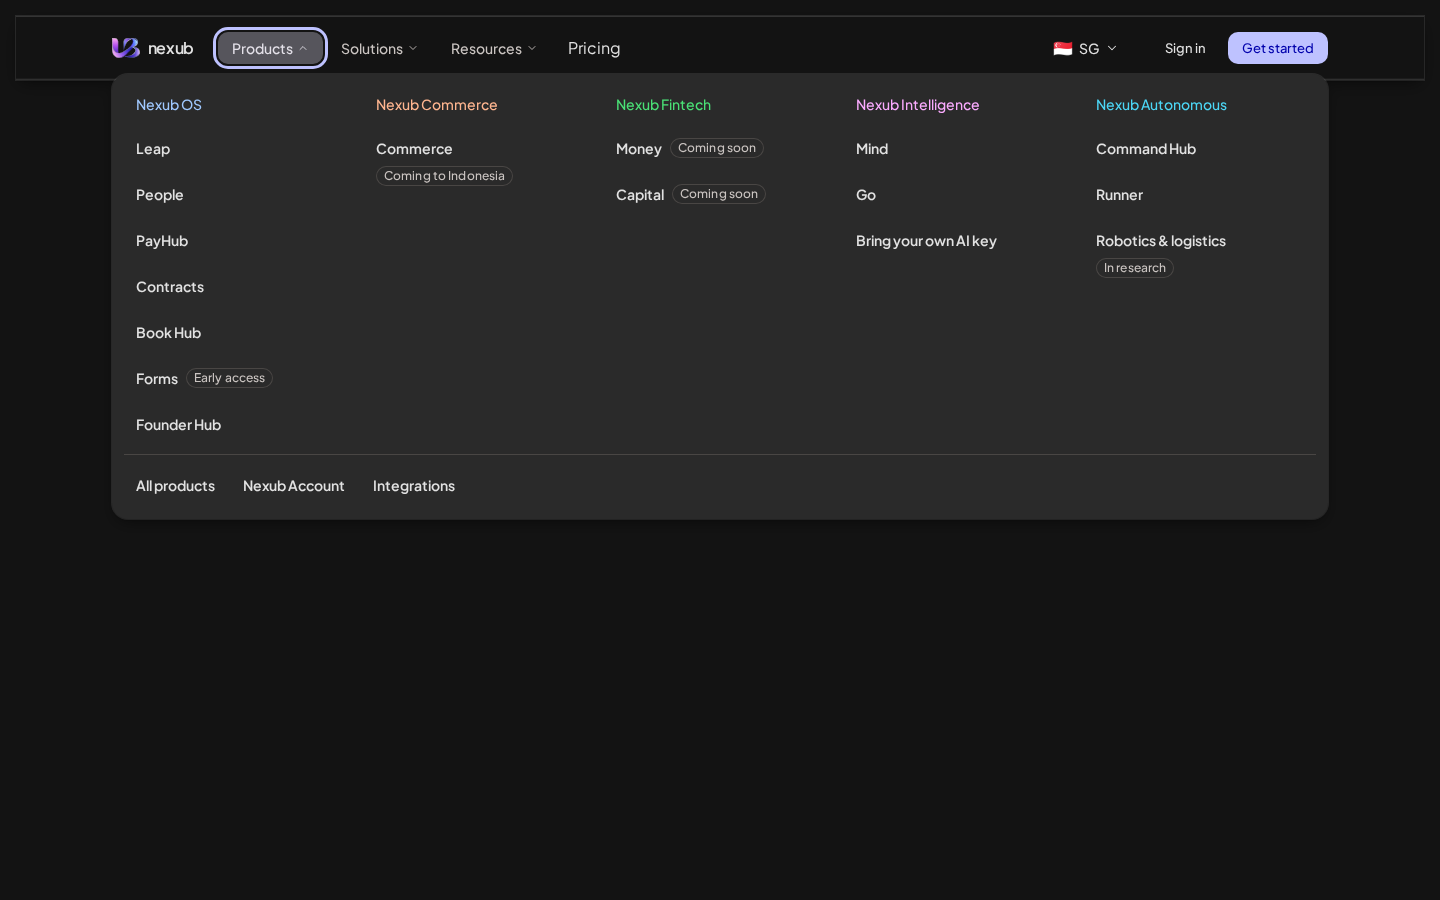 nexub
Products
Solutions
Resources
Pricing
SG
Sign in
Get started
Nexub OS
Leap
People
PayHub
Contracts
Book Hub
Forms Early access
Founder Hub
Nexub Commerce
Commerce
Coming to Indonesia
Nexub Fintech
Money Coming soon
Capital Coming soon
Nexub Intelligence
Mind
Go
Bring your own AI key
Nexub Autonomous
Command Hub
Runner
Robotics & logistics
In research
All products
Nexub Account
Integrations